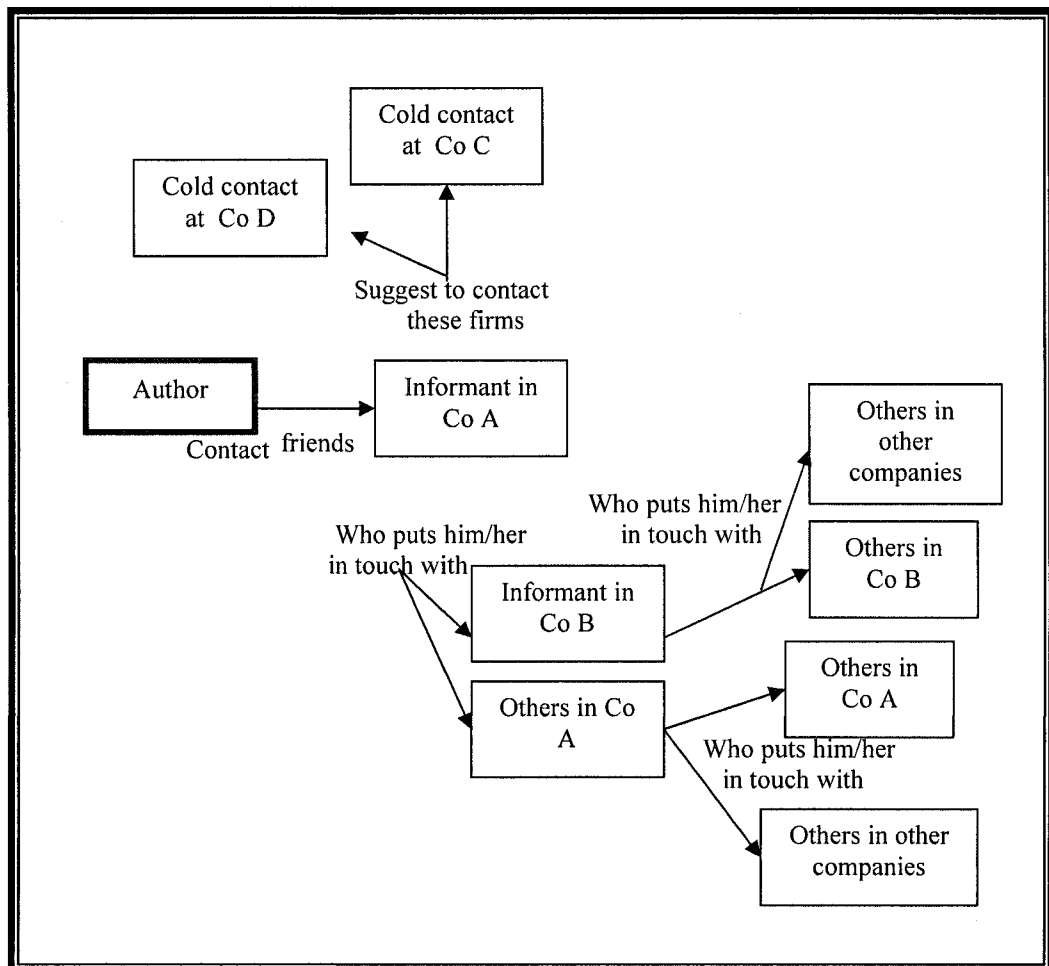 Cold contact
at Co C
Cold contact
at Co D
Suggest to contact
these firms
Author
Informant in
Co A
Contact friends
Others in
other
companies
Who puts him/her
in touch with
Who puts him/her
in touch with
Others in
Co B
Informant in
Co B
Others in
Co A
Others in Co
A
Who puts him/her
in touch with
Others in other
companies